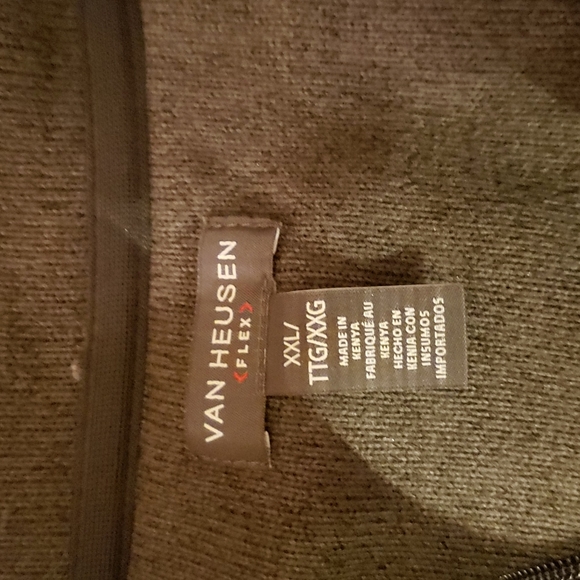 VAN HEUSEN
<FLEX>
XXL/
TTG/XXG
MADE IN
KENYA
FABRIQUÉ AU
KENYA
HECHO EN
KENIA CON
INSUMOS
IMPORTADOS